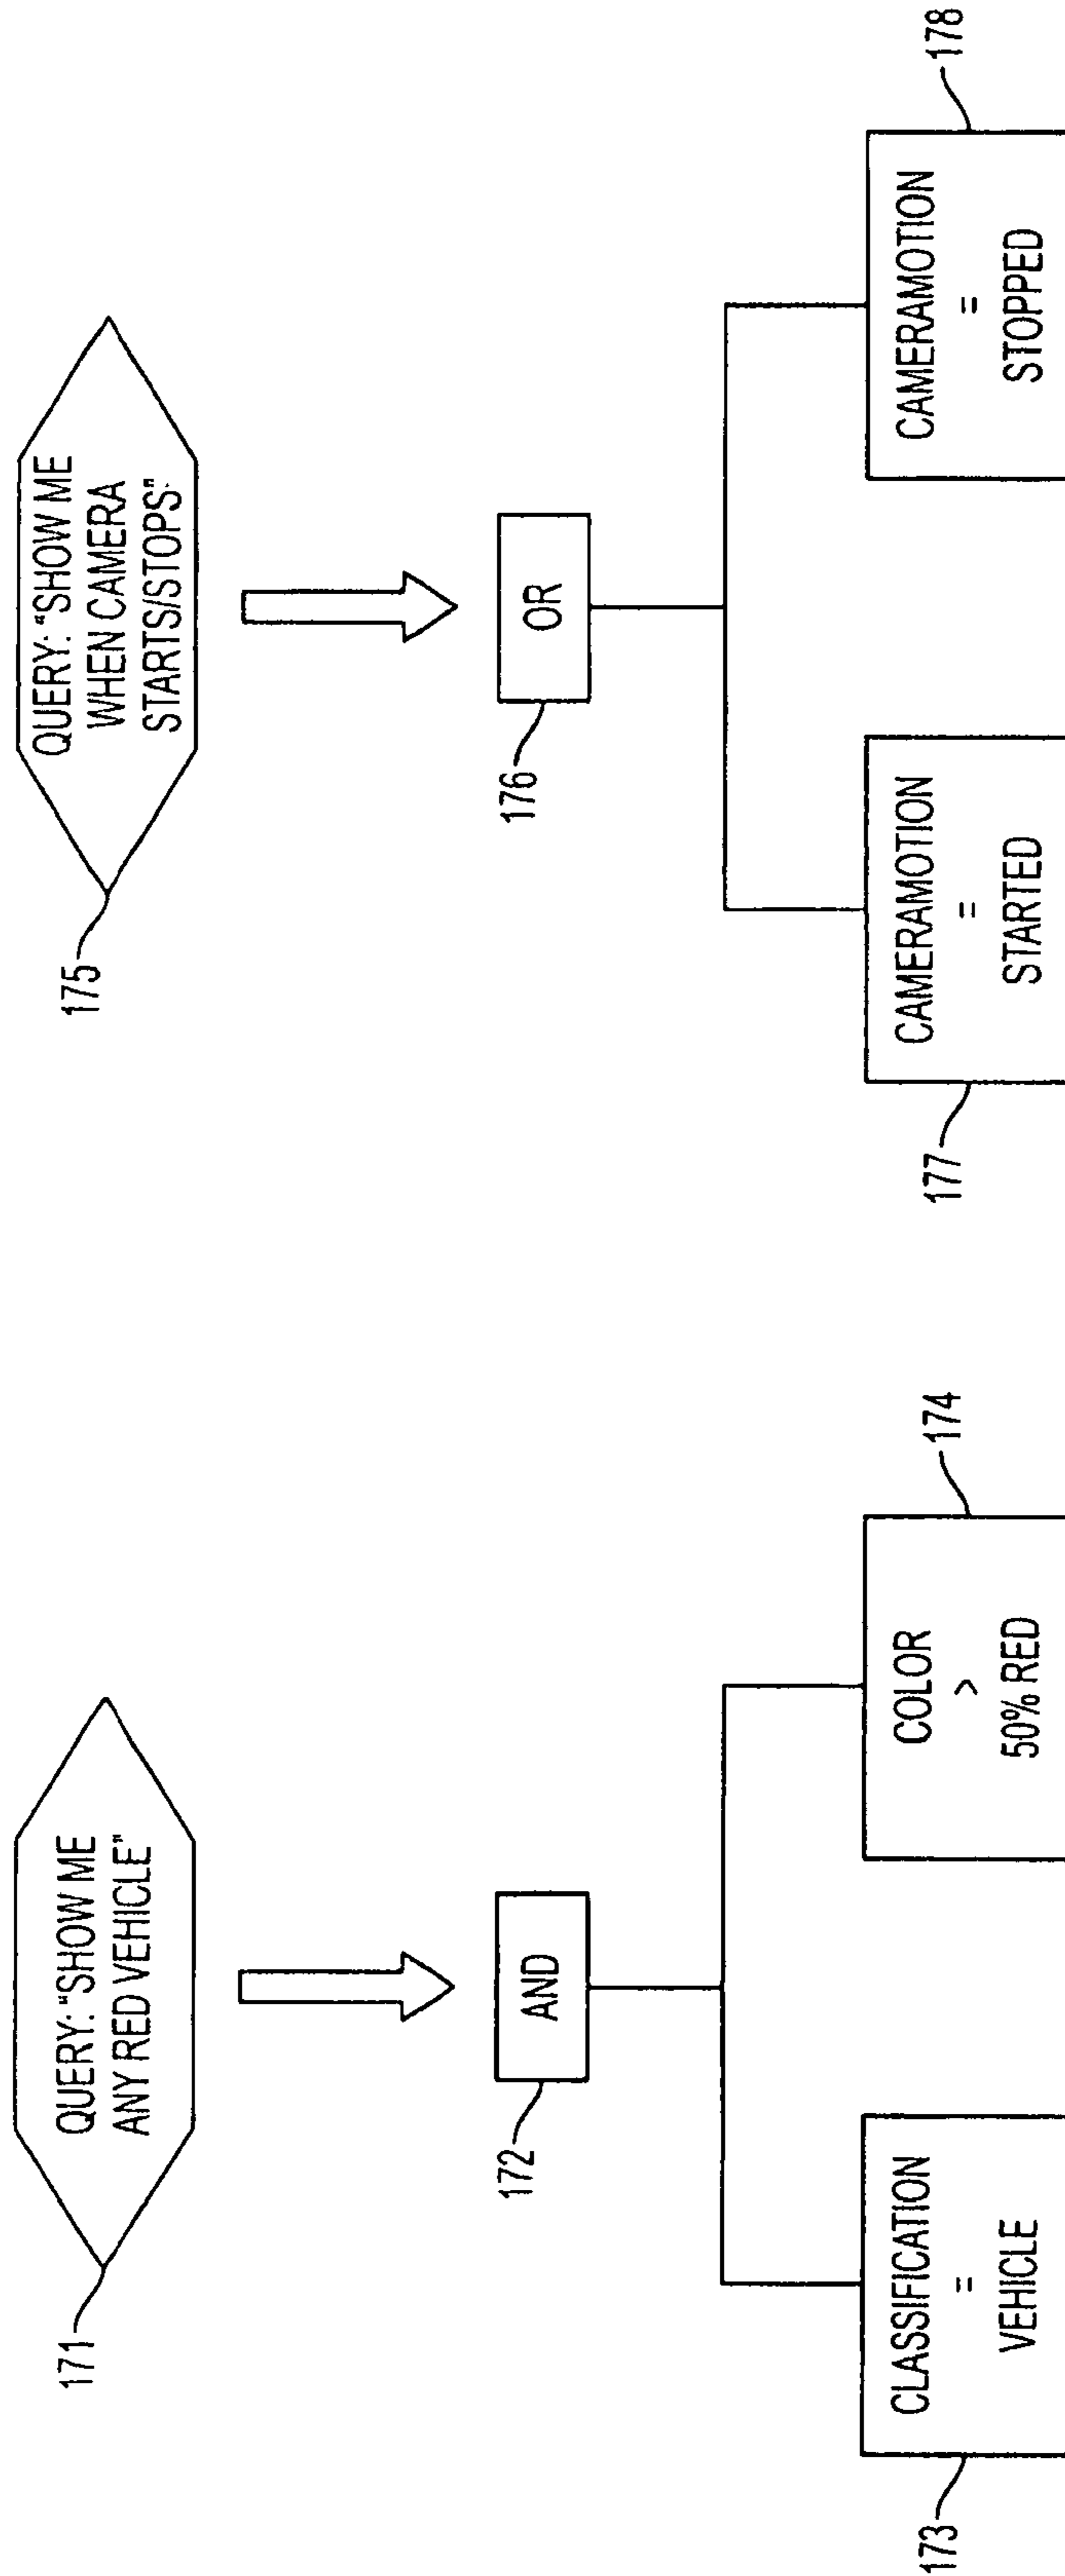 171
QUERY: "SHOW ME
ANY RED VEHICLE"
172
AND
173
CLASSIFICATION
=
VEHICLE
174
COLOR
>
50% RED
175
QUERY: "SHOW ME
WHEN CAMERA
STARTS/STOPS"
176
OR
177
CAMERAMOTION
=
STARTED
178
CAMERAMOTION
=
STOPPED